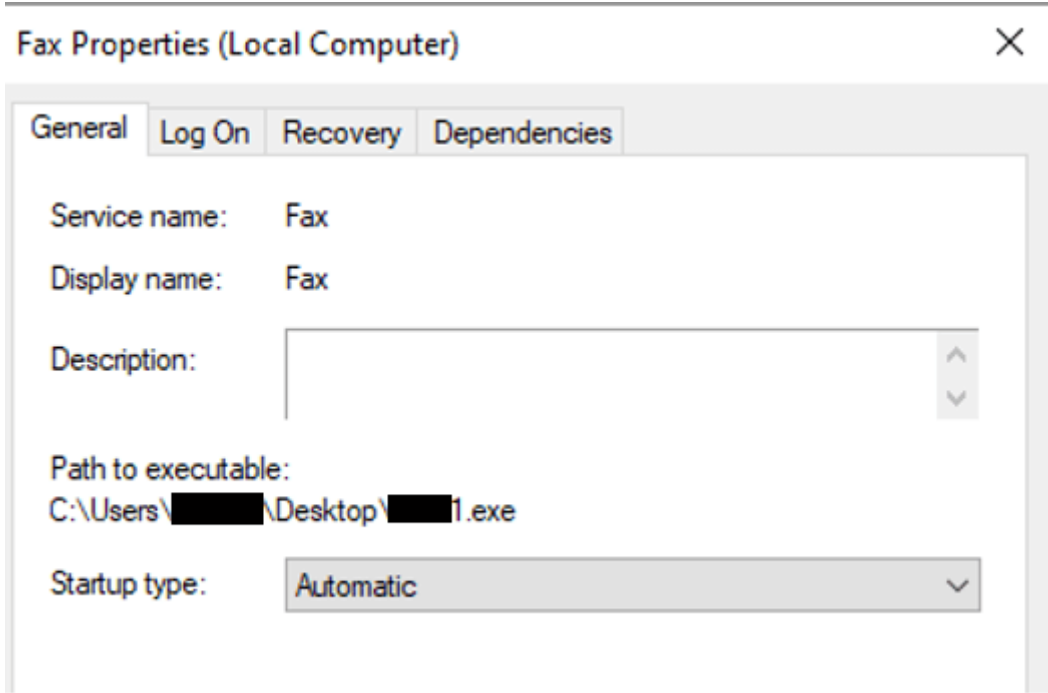 Fax Properties (Local Computer)
General Log On Recovery Dependencies
Service name: Fax
Display name: Fax
Description:
Path to executable:
C:\Users\ \Desktop\ 1.exe
Startup type: Automatic